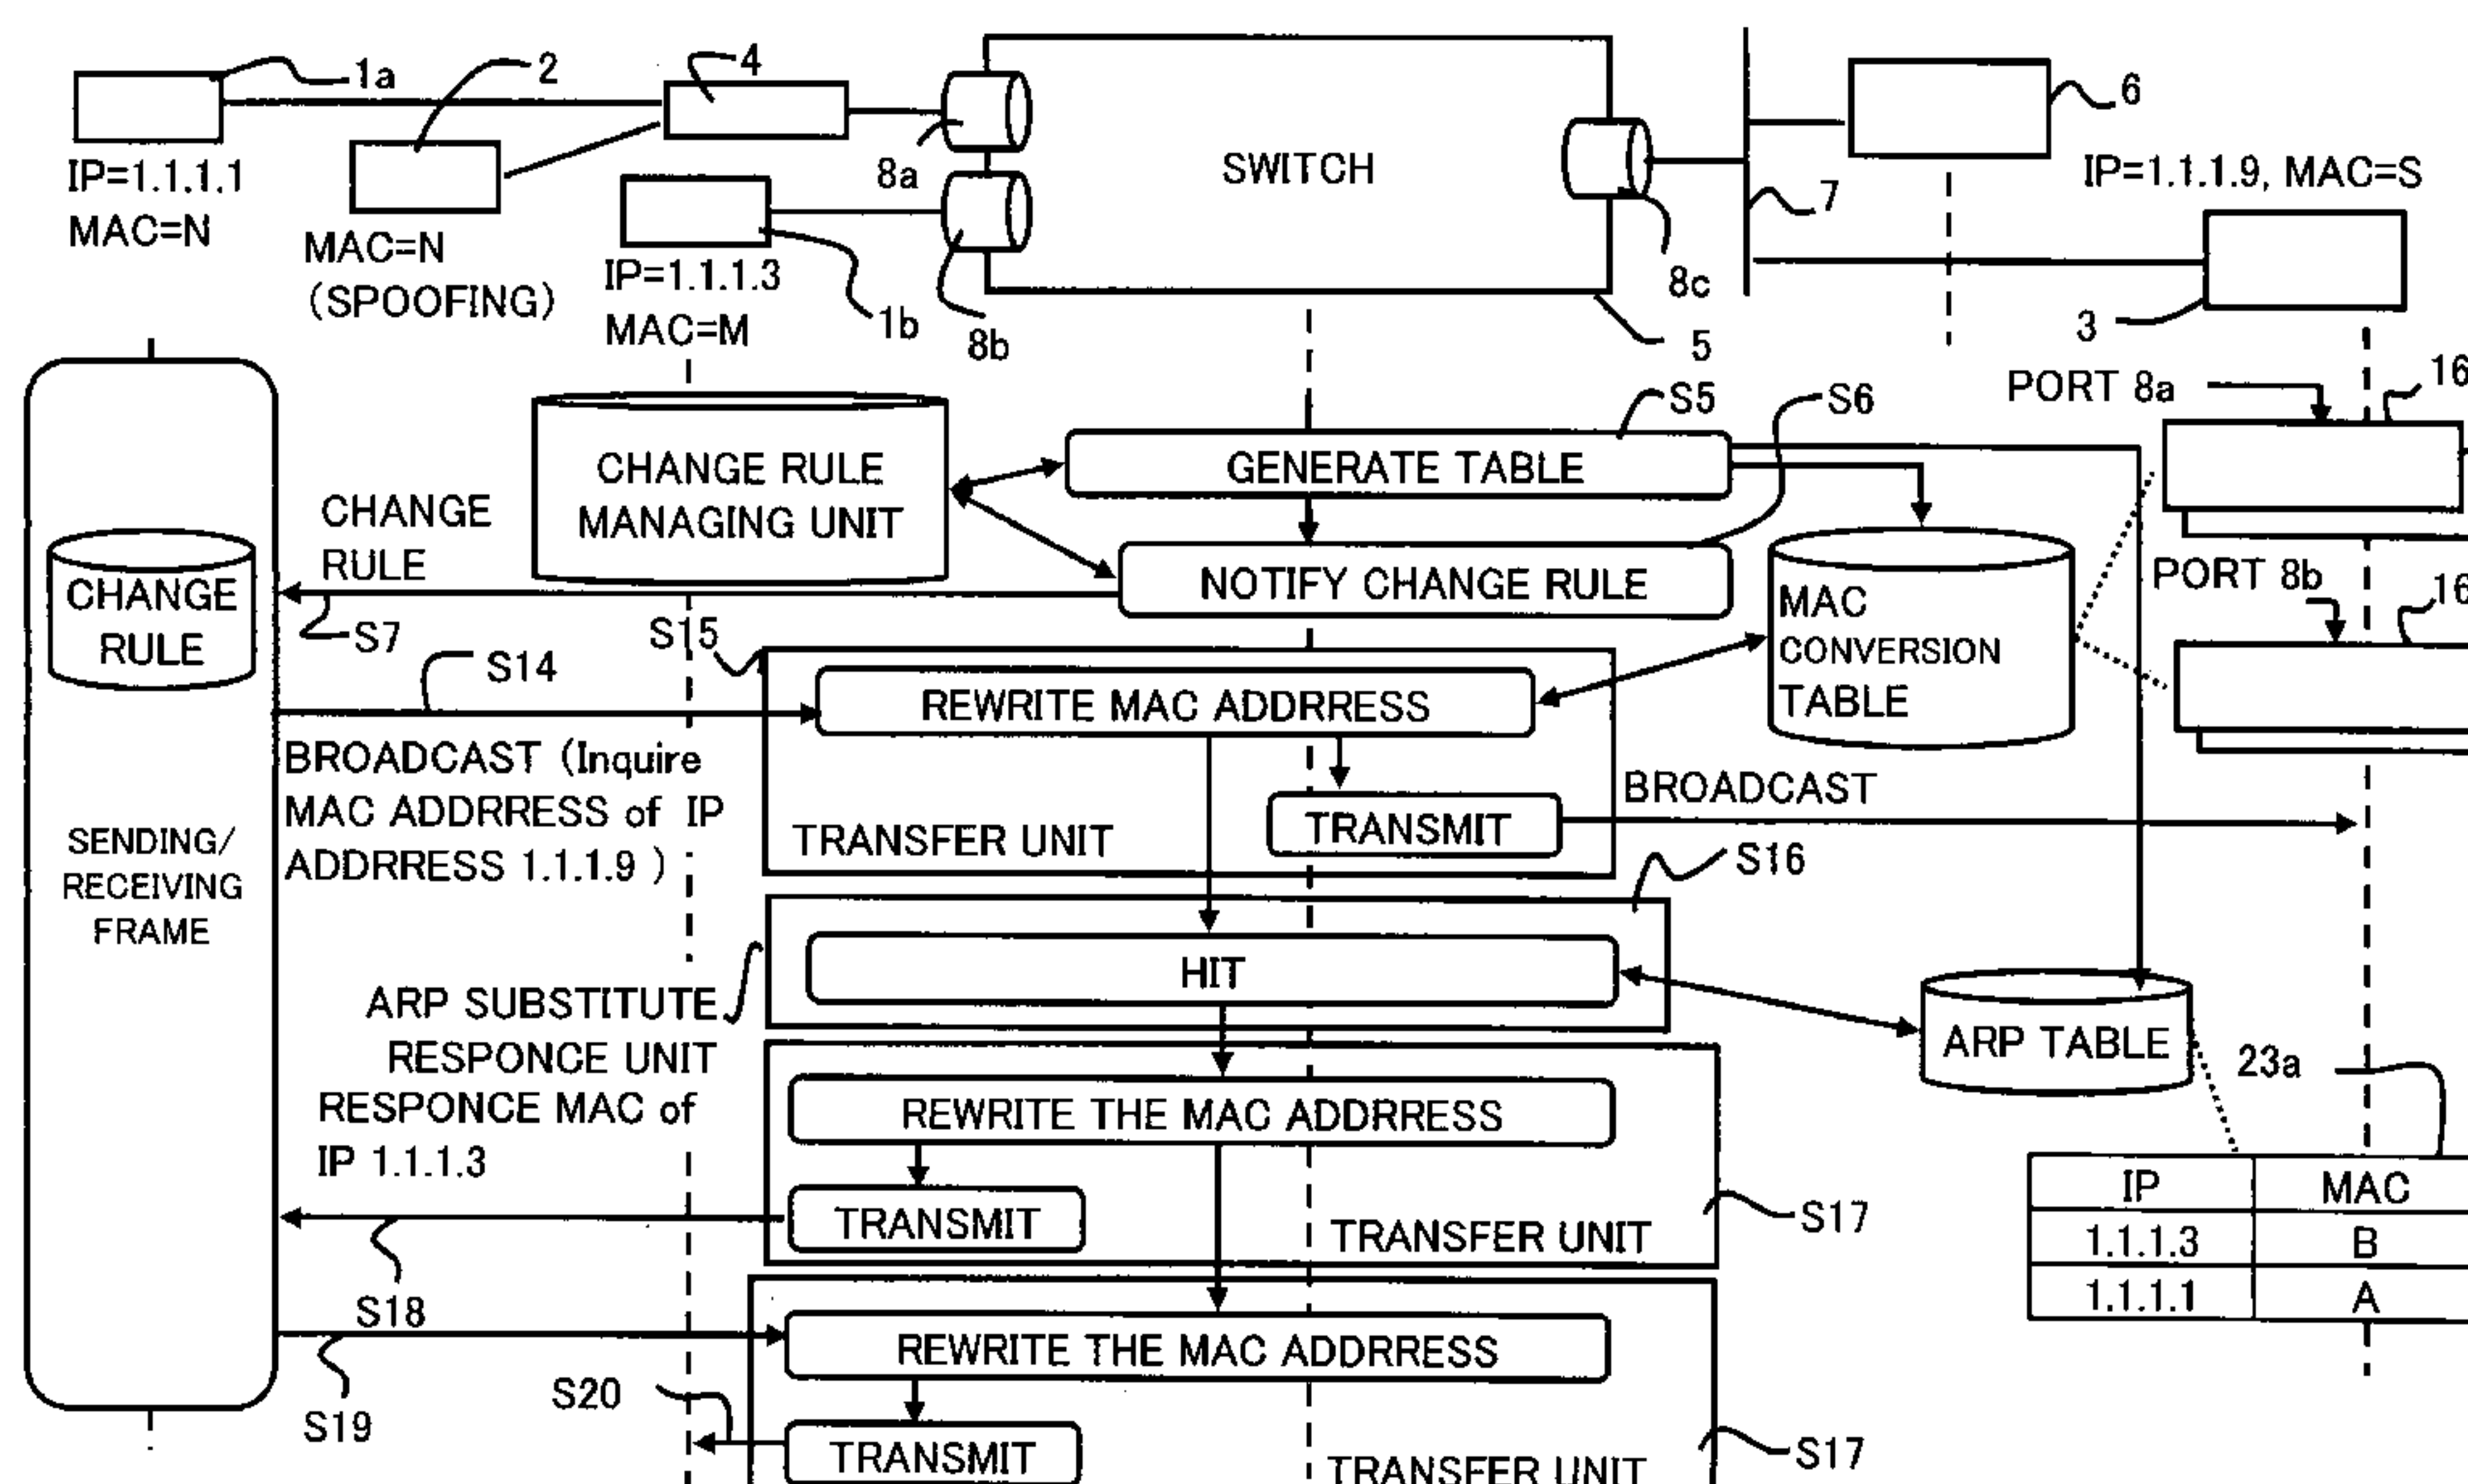 1a
2
4
6
IP=1.1.1.1
MAC=N
MAC=N
(SPOOFING)
IP=1.1.1.3
MAC=M
8a
SWITCH
7
IP=1.1.1.9, MAC=S
1b
8b
8c
5
3
PORT 8a
16
S5
S6
CHANGE RULE
MANAGING UNIT
GENERATE TABLE
CHANGE
RULE
NOTIFY CHANGE RULE
CHANGE
RULE
PORT 8b
16
MAC
CONVERSION
TABLE
S7
S15
S14
REWRITE MAC ADDRRESS
BROADCAST (Inquire
MAC ADDRRESS of IP
ADDRRESS 1.1.1.9 )
BROADCAST
TRANSMIT
TRANSFER UNIT
SENDING/
RECEIVING
FRAME
S16
HIT
ARP SUBSTITUTE
RESPONCE UNIT
ARP TABLE
23a
RESPONCE MAC of
IP 1.1.1.3
REWRITE THE MAC ADDRRESS
TRANSMIT
TRANSFER UNIT
S17
IP MAC
1.1.1.3 B
1.1.1.1 A
S18
REWRITE THE MAC ADDRRESS
S19
S20
TRANSMIT
TRANSFER UNIT
S17